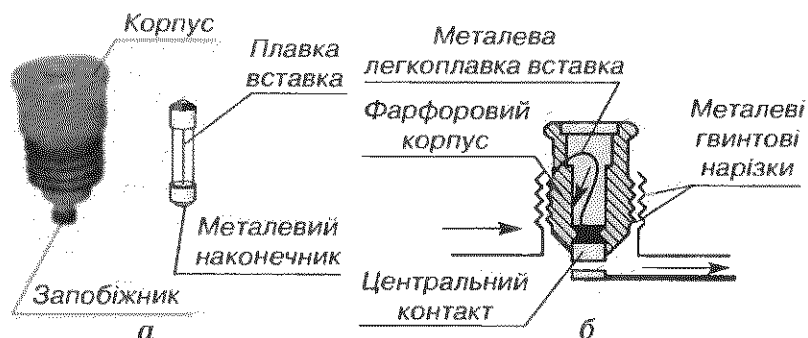 Корпус
Плавка
вставка
Металевий
наконечник
Запобіжник
а
Металева
легкоплавка вставка
Фарфоровий
корпус
Металеві
гвинтові
нарізки
Центральний
контакт
б